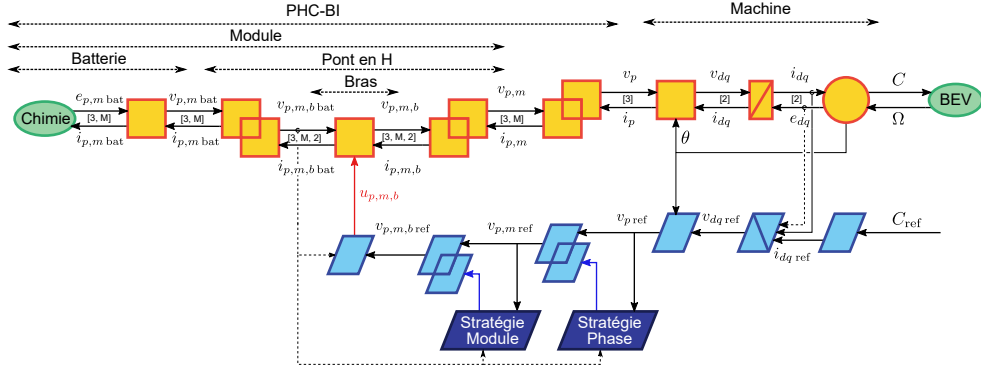 PHC-BI
Machine
Module
Batterie
Pont en H
Bras
Chimie
e_{p,m bat}
[3, M]
i_{p,m bat}
v_{p,m bat}
[3, M]
i_{p,m bat}
v_{p,m,b bat}
[3, M, 2]
i_{p,m,b bat}
v_{p,m,b}
[3, M, 2]
i_{p,m,b}
v_{p,m}
[3, M]
i_{p,m}
v_p
[3]
i_p
v_{dq}
[2]
i_{dq}
i_{dq}
[2]
e_{dq}
C
Ω
BEV
θ
u_{p,m,b}
v_{p,m,b ref}
v_{p,m ref}
v_{p ref}
v_{dq ref}
i_{dq ref}
C_{ref}
Stratégie
Module
Stratégie
Phase